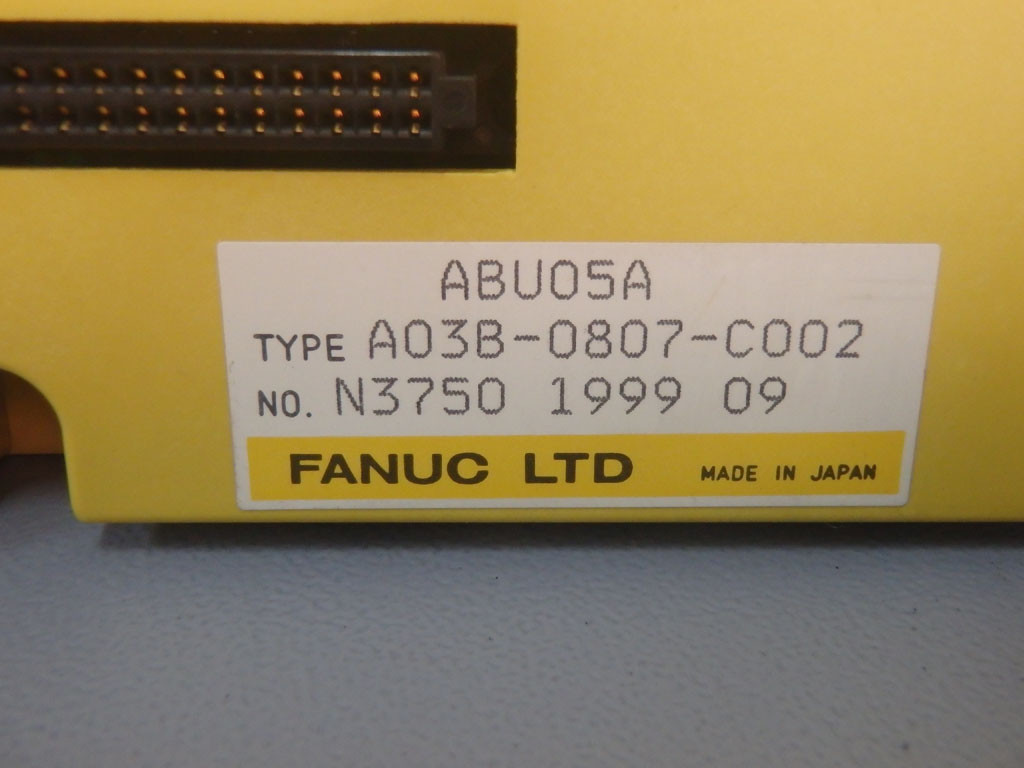 ABU05A
TYPE A03B-0807-C002
NO. N3750 1999 09
FANUC LTD MADE IN JAPAN